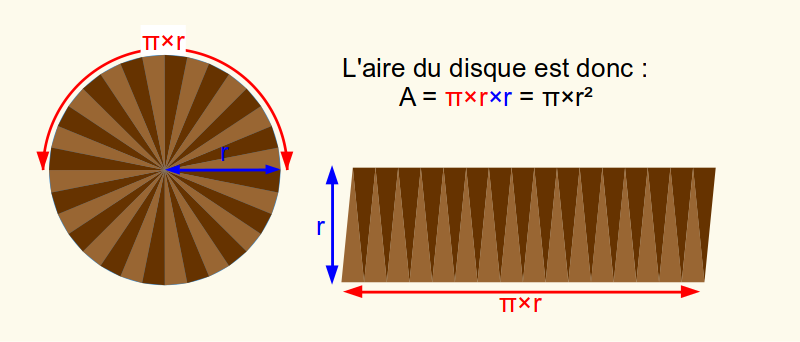 π×r
L'aire du disque est donc :
A = π×r×r = π×r²
r
r
π×r